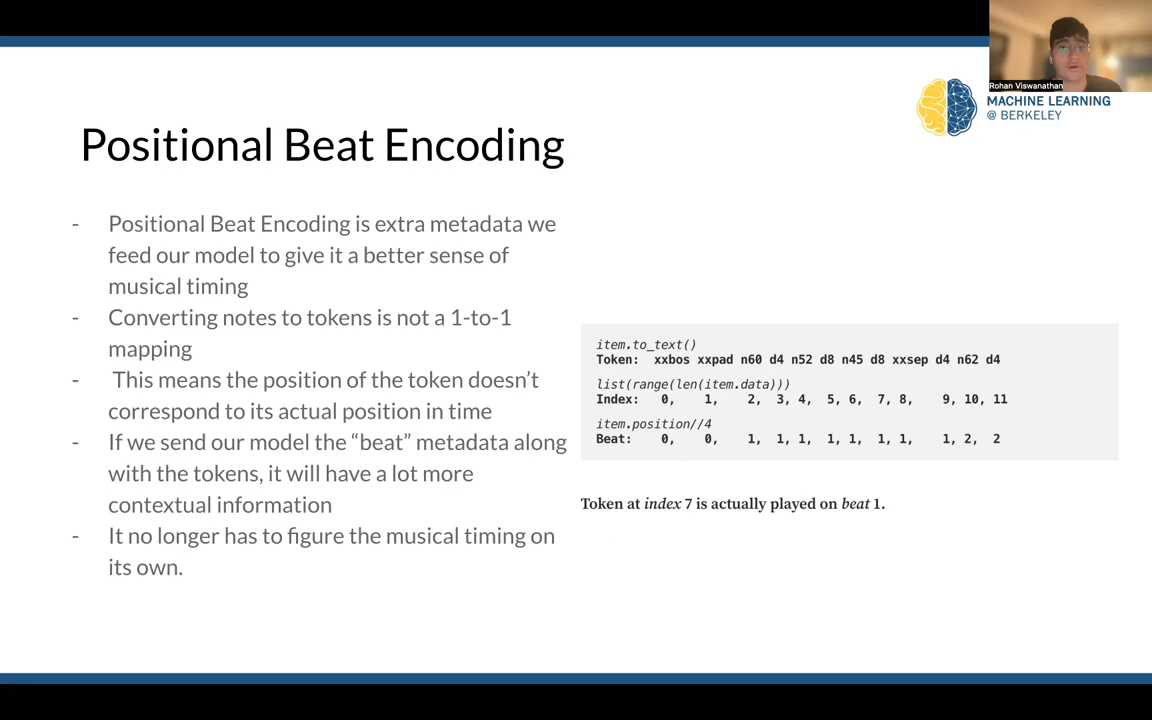 Rohan Viswanathan
MACHINE LEARNING
@ BERKELEY
Positional Beat Encoding
- Positional Beat Encoding is extra metadata we
feed our model to give it a better sense of
musical timing
- Converting notes to tokens is not a 1-to-1
mapping
- This means the position of the token doesn’t
correspond to its actual position in time
- If we send our model the “beat” metadata along
with the tokens, it will have a lot more
contextual information
- It no longer has to figure the musical timing on
its own.
item.to_text()
Token: xxbos xxpad n60 d4 n52 d8 n45 d8 xxsep d4 n62 d4
list(range(len(item.data)))
Index: 0, 1, 2, 3, 4, 5, 6, 7, 8, 9, 10, 11
item.position//4
Beat: 0, 0, 1, 1, 1, 1, 1, 1, 1, 1, 2, 2
Token at index 7 is actually played on beat 1.